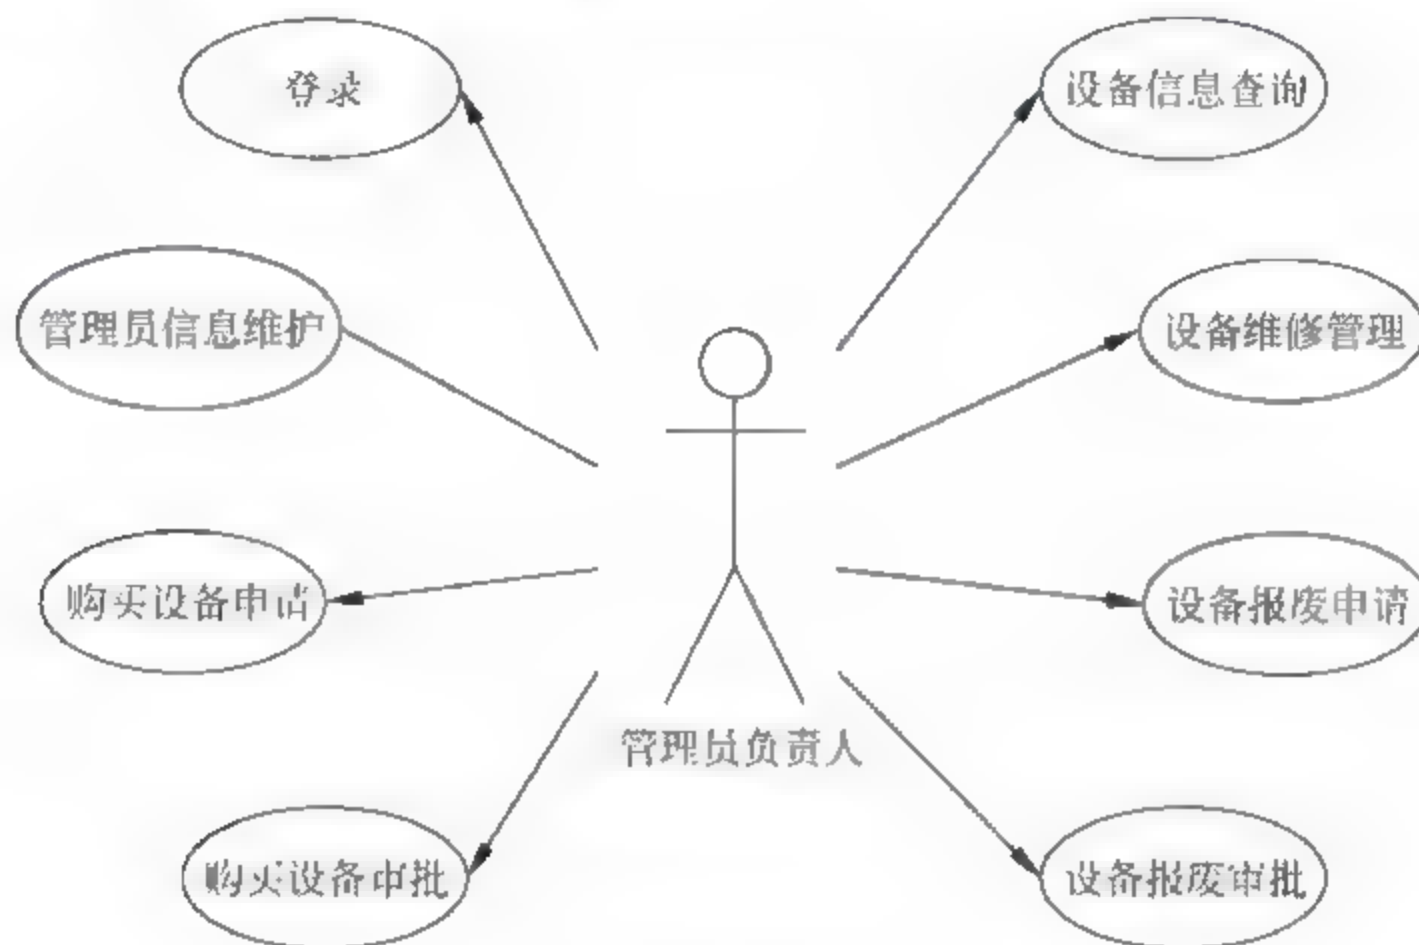 登录
设备信息查询
管理员信息维护
设备维修管理
购买设备申请
设备报废申请
管理员负责人
购买设备审批
设备报废审批